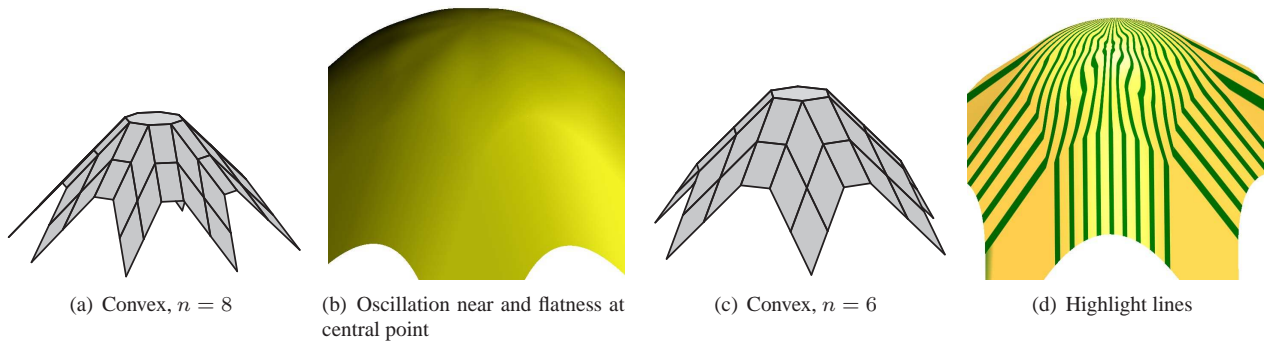 (a) Convex, n = 8
(b) Oscillation near and flatness at
central point
(c) Convex, n = 6
(d) Highlight lines